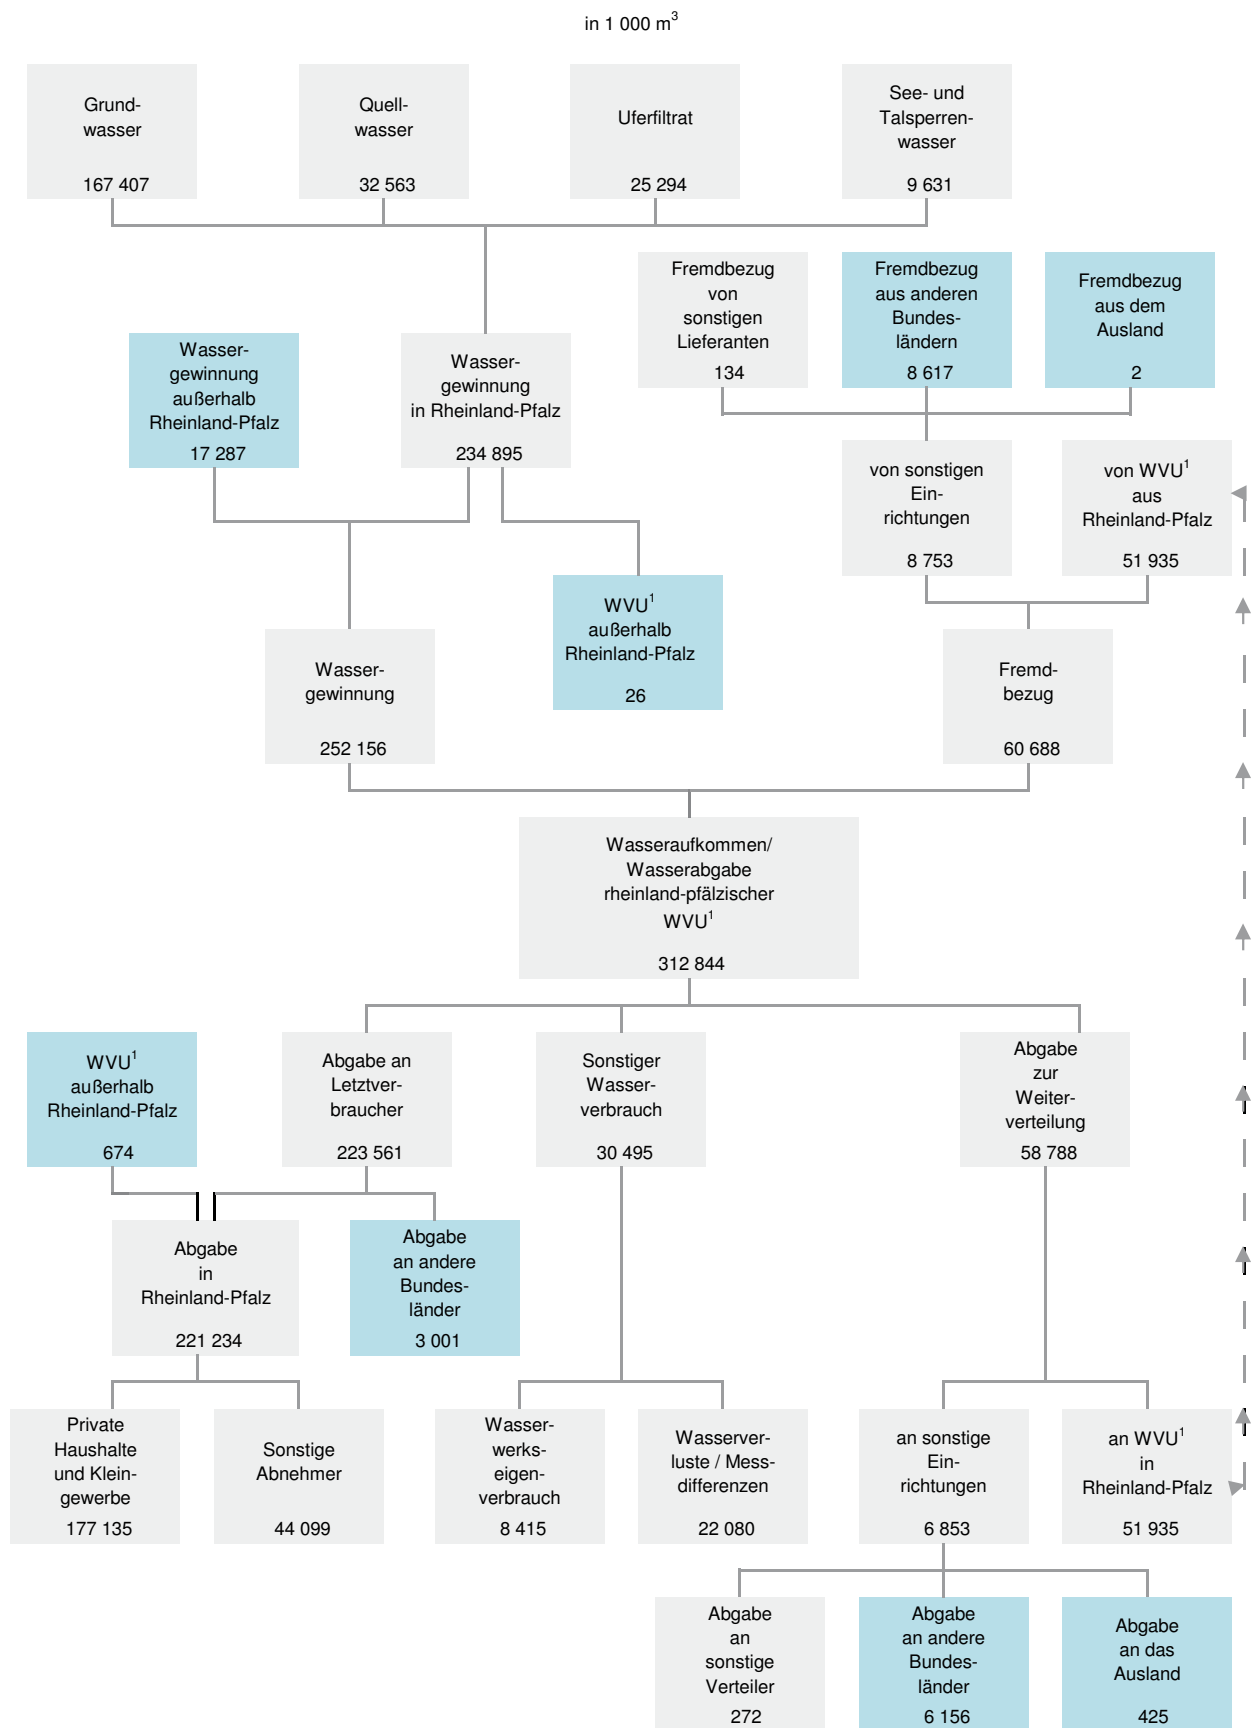 in 1 000 m³
Grund-
wasser
167 407
Quell-
wasser
32 563
Uferfiltrat
25 294
See- und
Talsperren-
wasser
9 631
Fremdbezug
von
sonstigen
Lieferanten
134
Fremdbezug
aus anderen
Bundes-
ländern
8 617
Fremdbezug
aus dem
Ausland
2
Wasser-
gewinnung
außerhalb
Rheinland-Pfalz
17 287
Wasser-
gewinnung
in Rheinland-Pfalz
234 895
von sonstigen
Ein-
richtungen
8 753
von WVU¹
aus
Rheinland-Pfalz
51 935
WVU¹
außerhalb
Rheinland-Pfalz
26
Wasser-
gewinnung
252 156
Fremd-
bezug
60 688
Wasseraufkommen/
Wasserabgabe
rheinland-pfälzischer
WVU¹
312 844
WVU¹
außerhalb
Rheinland-Pfalz
674
Abgabe an
Letztver-
braucher
223 561
Sonstiger
Wasser-
verbrauch
30 495
Abgabe
zur
Weiter-
verteilung
58 788
Abgabe
in
Rheinland-Pfalz
221 234
Abgabe
an andere
Bundes-
länder
3 001
Private
Haushalte
und Klein-
gewerbe
177 135
Sonstige
Abnehmer
44 099
Wasser-
werks-
eigen-
verbrauch
8 415
Wasserver-
luste / Mess-
differenzen
22 080
an sonstige
Ein-
richtungen
6 853
an WVU¹
in
Rheinland-Pfalz
51 935
Abgabe
an
sonstige
Verteiler
272
Abgabe
an andere
Bundes-
länder
6 156
Abgabe
an das
Ausland
425